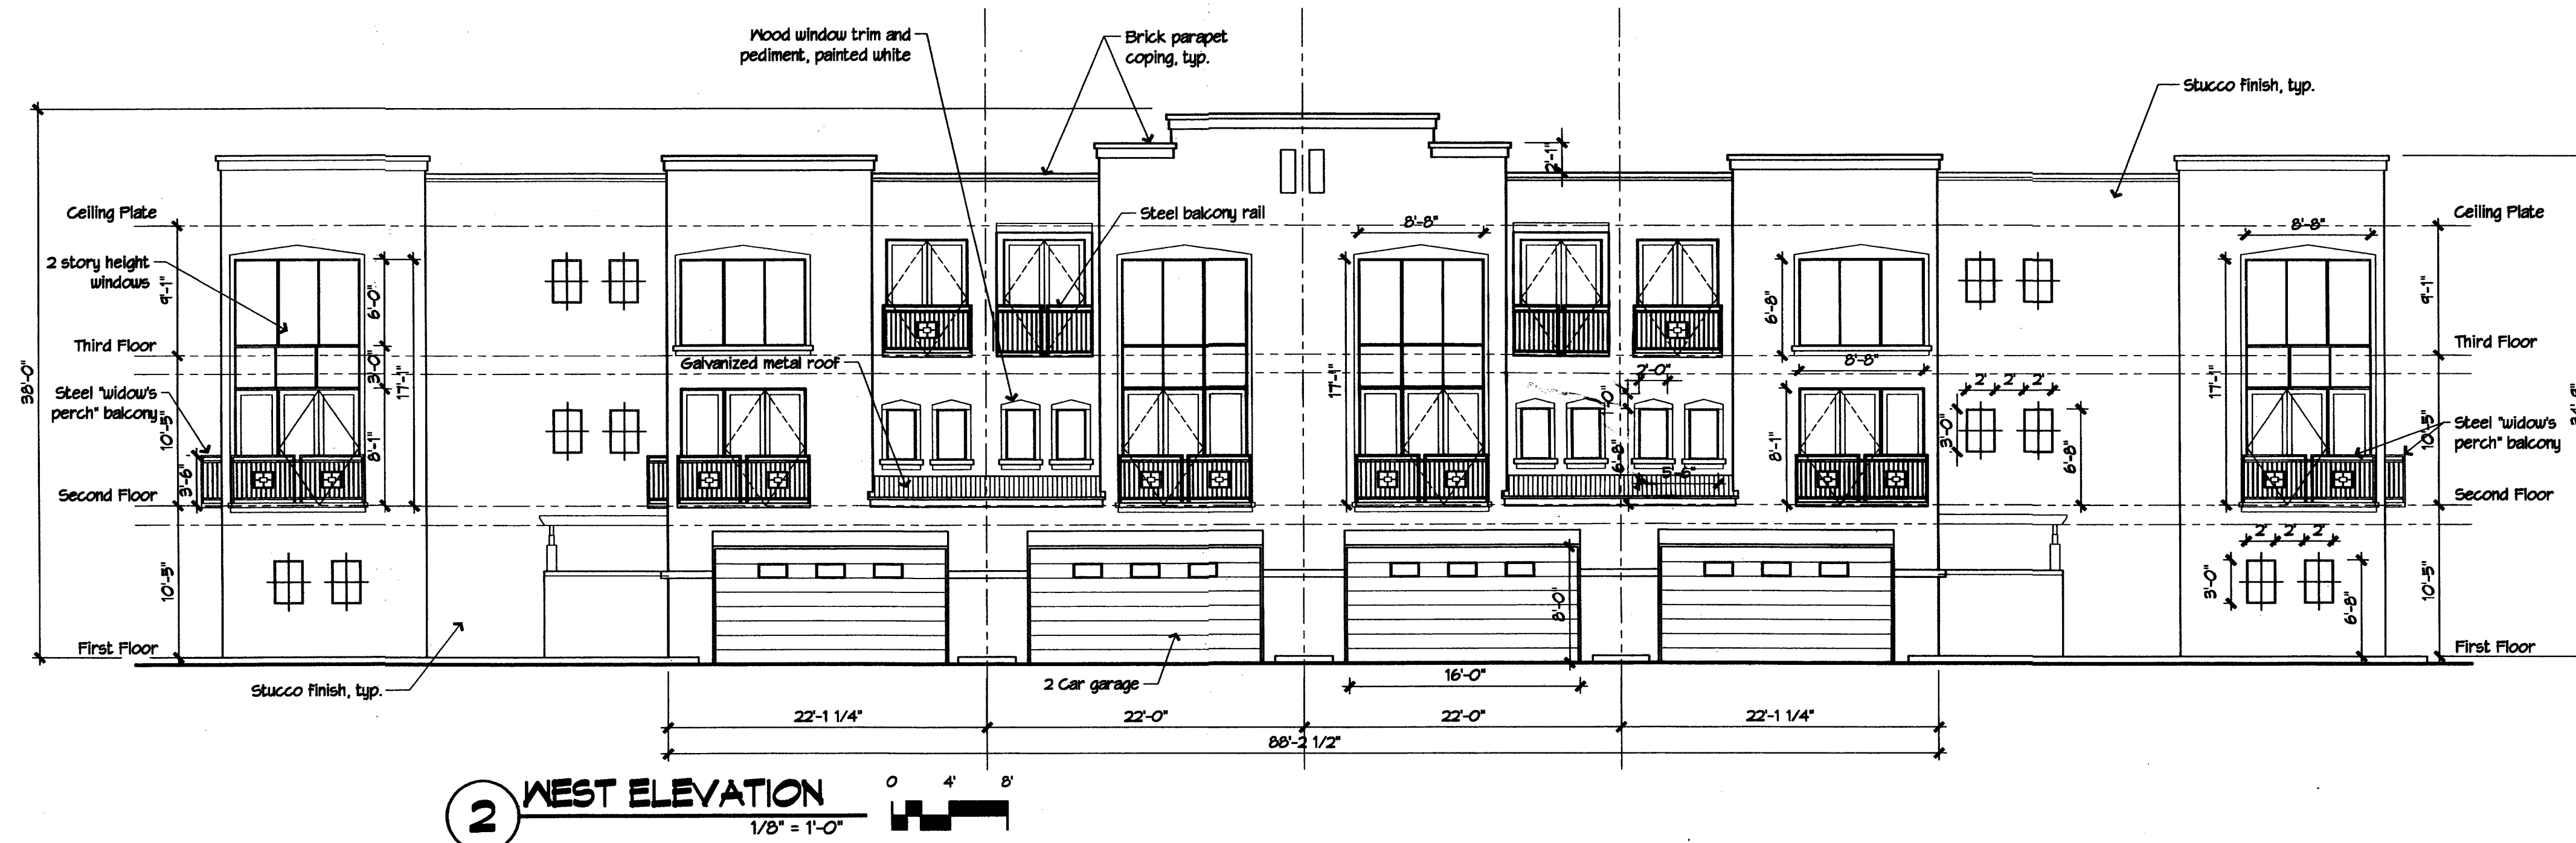 Wood window trim and
pediment, painted white
Brick parapet
coping, typ.
Stucco finish, typ.
2'-1"
Ceiling Plate
Steel balcony rail
8'-8"
8'-8"
Ceiling Plate
2 story height
windows
9'-1"
6'-0"
6'-8"
9'-1"
38'-0"
Third Floor
Galvanized metal roof
3'-0"
17'-1"
17'-1"
2'-0"
8'-8"
17'-1"
Third Floor
Steel "widow's
perch" balcony
10'-5"
8'-1"
3'-6"
6'-8"
5'-6"
8'-1"
2' 2' 2'
3'-0"
6'-8"
10'-5"
Steel "widow's
perch" balcony
Second Floor
Second Floor
10'-5"
8'-0"
2' 2' 2'
3'-0"
6'-8"
10'-5"
First Floor
First Floor
Stucco finish, typ.
2 Car garage
16'-0"
22'-1 1/4"
22'-0"
22'-0"
22'-1 1/4"
88'-2 1/2"
2
WEST ELEVATION
1/8" = 1'-0"
0 4' 8'